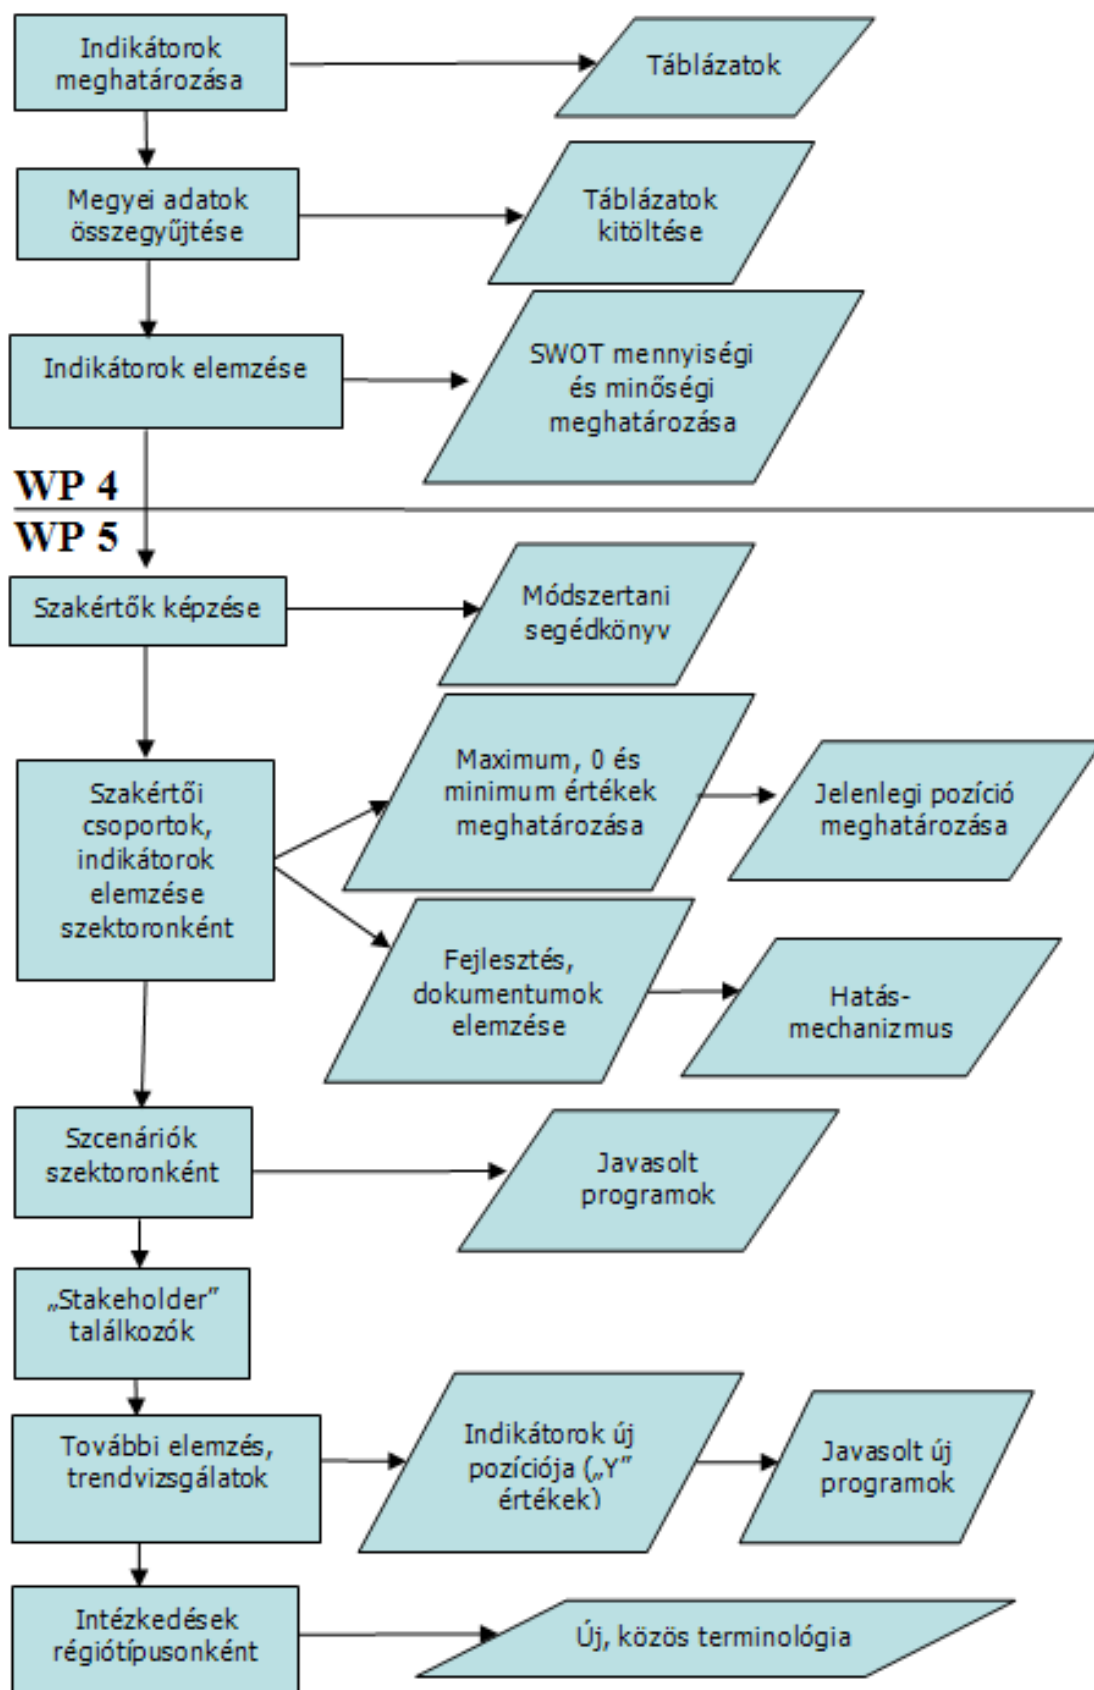 Indikátorok
meghatározása
Táblázatok
Megyei adatok
összegyűjtése
Táblázatok
kitöltése
Indikátorok elemzése
SWOT mennyiségi
és minőségi
meghatározása
WP 4
WP 5
Szakértők képzése
Módszertani
segédkönyv
Szakértői
csoportok,
indikátorok
elemzése
szektoronként
Maximum, 0 és
minimum értékek
meghatározása
Jelenlegi pozíció
meghatározása
Fejlesztés,
dokumentumok
elemzése
Hatás-
mechanizmus
Szcenáriók
szektoronként
Javasolt
programok
„Stakeholder”
találkozók
További elemzés,
trendvizsgálatok
Indikátorok új
pozíciója („Y”
értékek)
Javasolt új
programok
Intézkedések
régiótípusonként
Új, közös terminológia